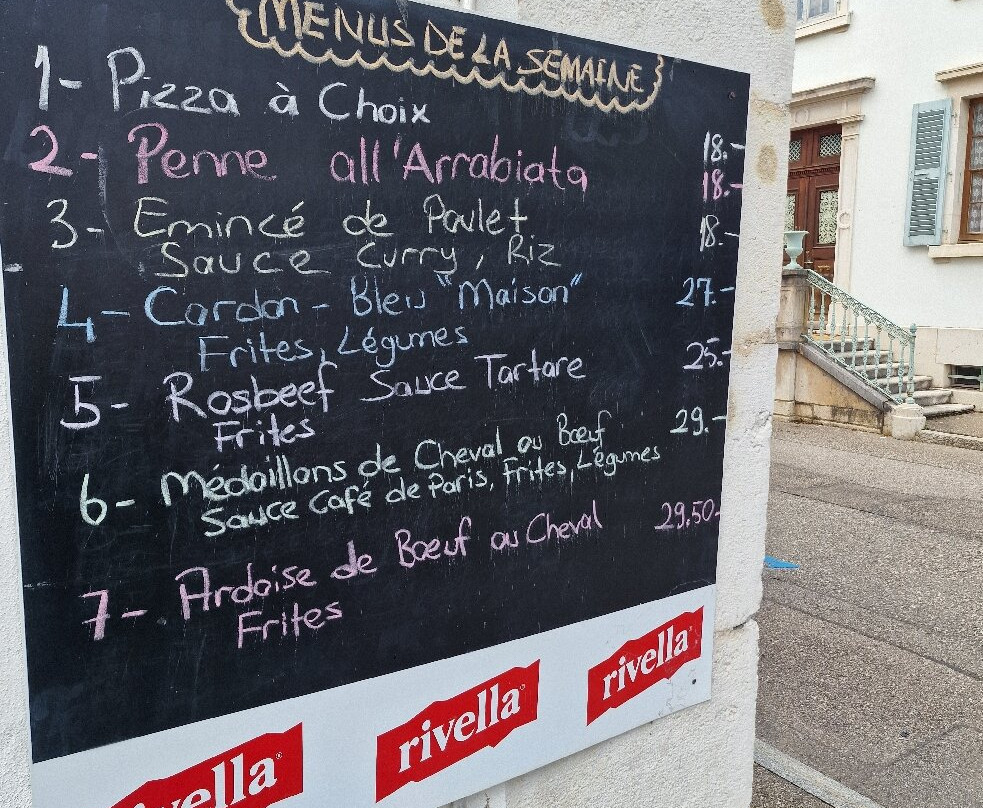 MENUS DE LA SEMAINE
1- Pizza à Choix 18.-
2- Penne all'Arrabiata 18.-
3- Emincé de Poulet 18.-
Sauce Curry, Riz
4- Cordon-Bleu "Maison" 27.-
Frites, Légumes
5- Rosbeef Sauce Tartare 25.-
Frites
6- Médaillons de Cheval ou Bœuf 29.-
Sauce Café de Paris, Frites, Légumes
7- Ardoise de Bœuf ou Cheval 29.50.-
Frites
rivella rivella rivella